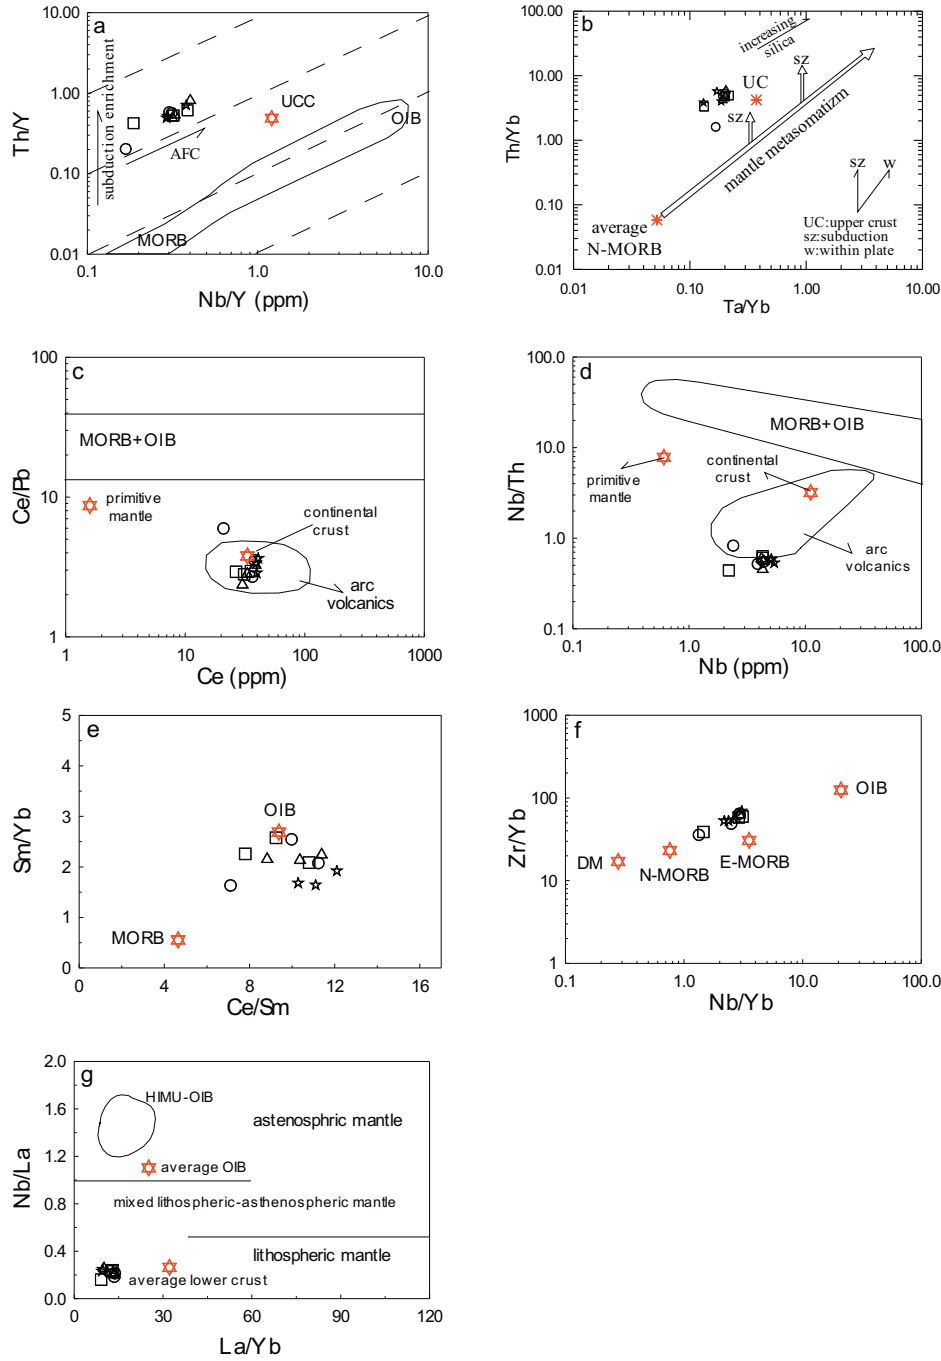 a
10.00
1.00
0.10
0.01
Th/Y
subduction enrichment
UCC
OIB
AFC
MORB
0.1
1.0
10.0
Nb/Y (ppm)
b
100.00
10.00
1.00
0.10
0.01
Th/Yb
increasing
silica
sz
UC
sz
mantle metasomatizm
sz
w
average
N-MORB
UC:upper crust
sz:subduction
w:within plate
0.01
0.10
1.00
10.00
Ta/Yb
c
100
10
1
Ce/Pb
MORB+OIB
primitive
mantle
continental
crust
arc
volcanics
1
10
100
1000
Ce (ppm)
d
100.0
10.0
1.0
0.1
Nb/Th
MORB+OIB
primitive
mantle
continental
crust
arc
volcanics
0.1
1.0
10.0
100.0
Nb (ppm)
e
5
4
3
2
1
0
Sm/Yb
OIB
MORB
0
4
8
12
16
Ce/Sm
f
1000
100
10
1
Zr/Yb
OIB
DM
N-MORB
E-MORB
0.1
1.0
10.0
100.0
Nb/Yb
g
2.0
1.6
1.2
0.8
0.4
0.0
Nb/La
HIMU-OIB
astenosphric mantle
average OIB
mixed lithospheric-asthenospheric mantle
lithospheric mantle
average lower crust
0
30
60
90
120
La/Yb